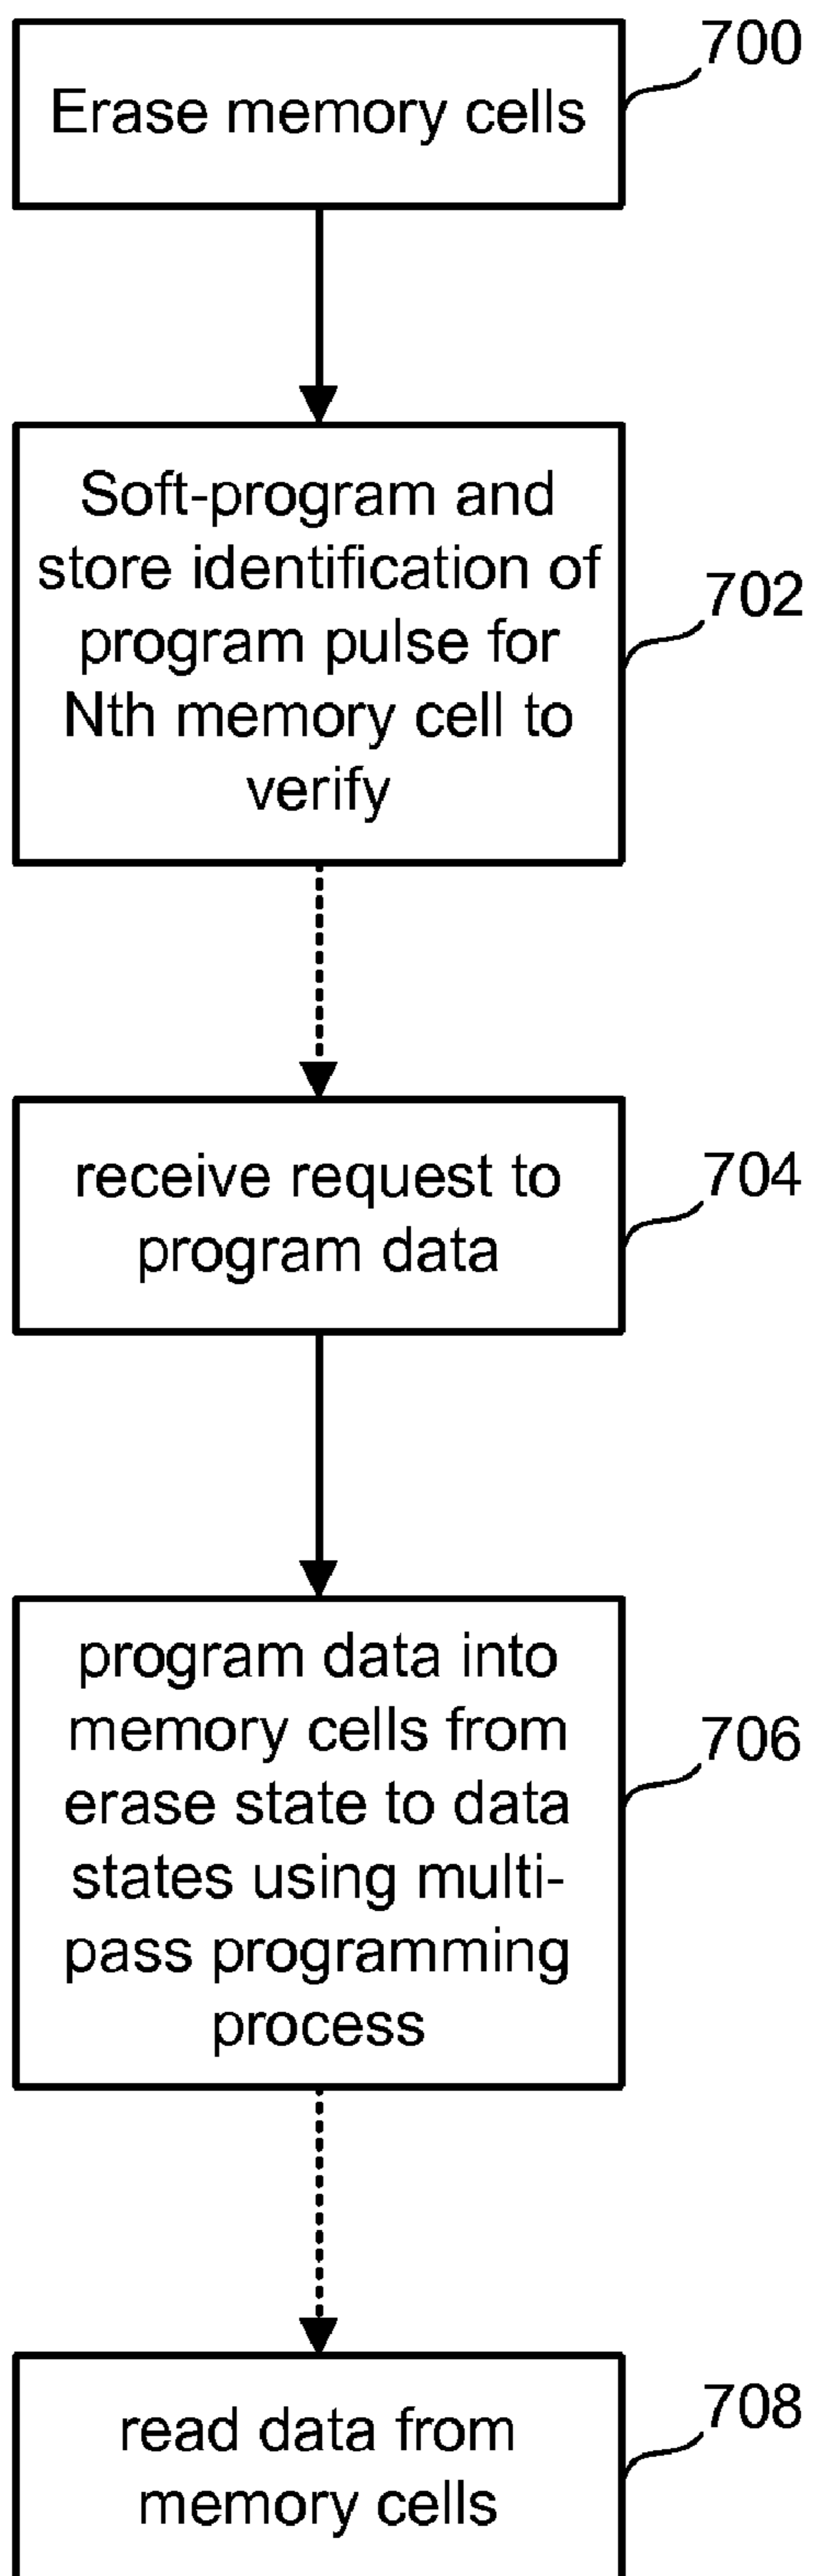 700
Erase memory cells
Soft-program and
store identification of
program pulse for
Nth memory cell to
verify
702
receive request to
program data
704
program data into
memory cells from
erase state to data
states using multi-
pass programming
process
706
read data from
memory cells
708